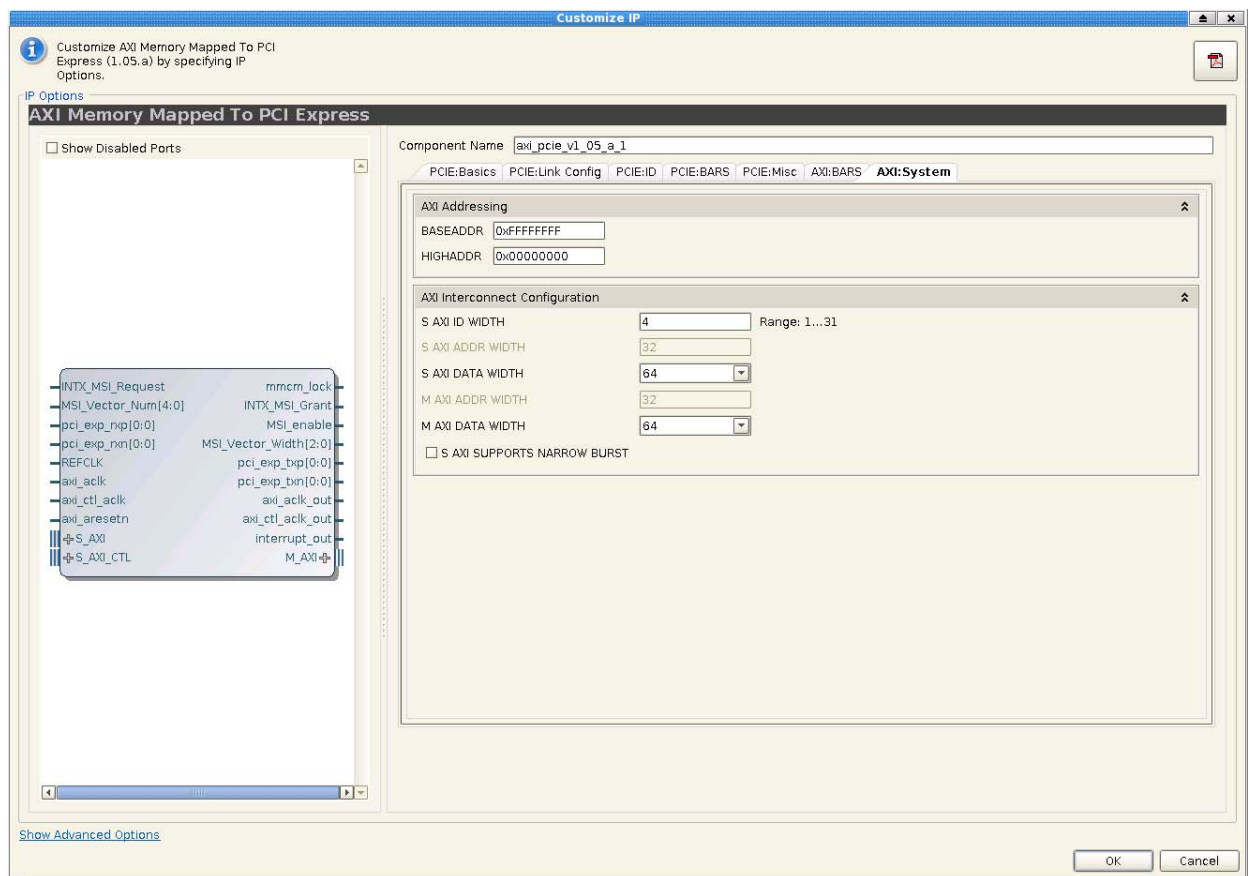 Customize IP
Customize AXI Memory Mapped To PCI
Express (1.05.a) by specifying IP
Options.
IP Options
AXI Memory Mapped To PCI Express
Show Disabled Ports
INTX_MSI_Request
MSI_Vector_Num[4:0]
pci_exp_rxp[0:0]
pci_exp_rxn[0:0]
REFCLK
axi_aclk
axi_ctl_aclk
axi_aresetn
S_AXI
S_AXI_CTL
mmcm_lock
INTX_MSI_Grant
MSI_enable
MSI_Vector_Width[2:0]
pci_exp_txp[0:0]
pci_exp_txn[0:0]
axi_aclk_out
axi_ctl_aclk_out
interrupt_out
M_AXI
Component Name axi_pcie_v1_05_a_1
PCIE:Basics PCIE:Link Config PCIE:ID PCIE:BARS PCIE:Misc AXI:BARS AXI:System
AXI Addressing
BASEADDR 0xFFFFFFFF
HIGHADDR 0x00000000
AXI Interconnect Configuration
S AXI ID WIDTH 4 Range: 1...31
S AXI ADDR WIDTH 32
S AXI DATA WIDTH 64
M AXI ADDR WIDTH 32
M AXI DATA WIDTH 64
S AXI SUPPORTS NARROW BURST
Show Advanced Options
OK Cancel